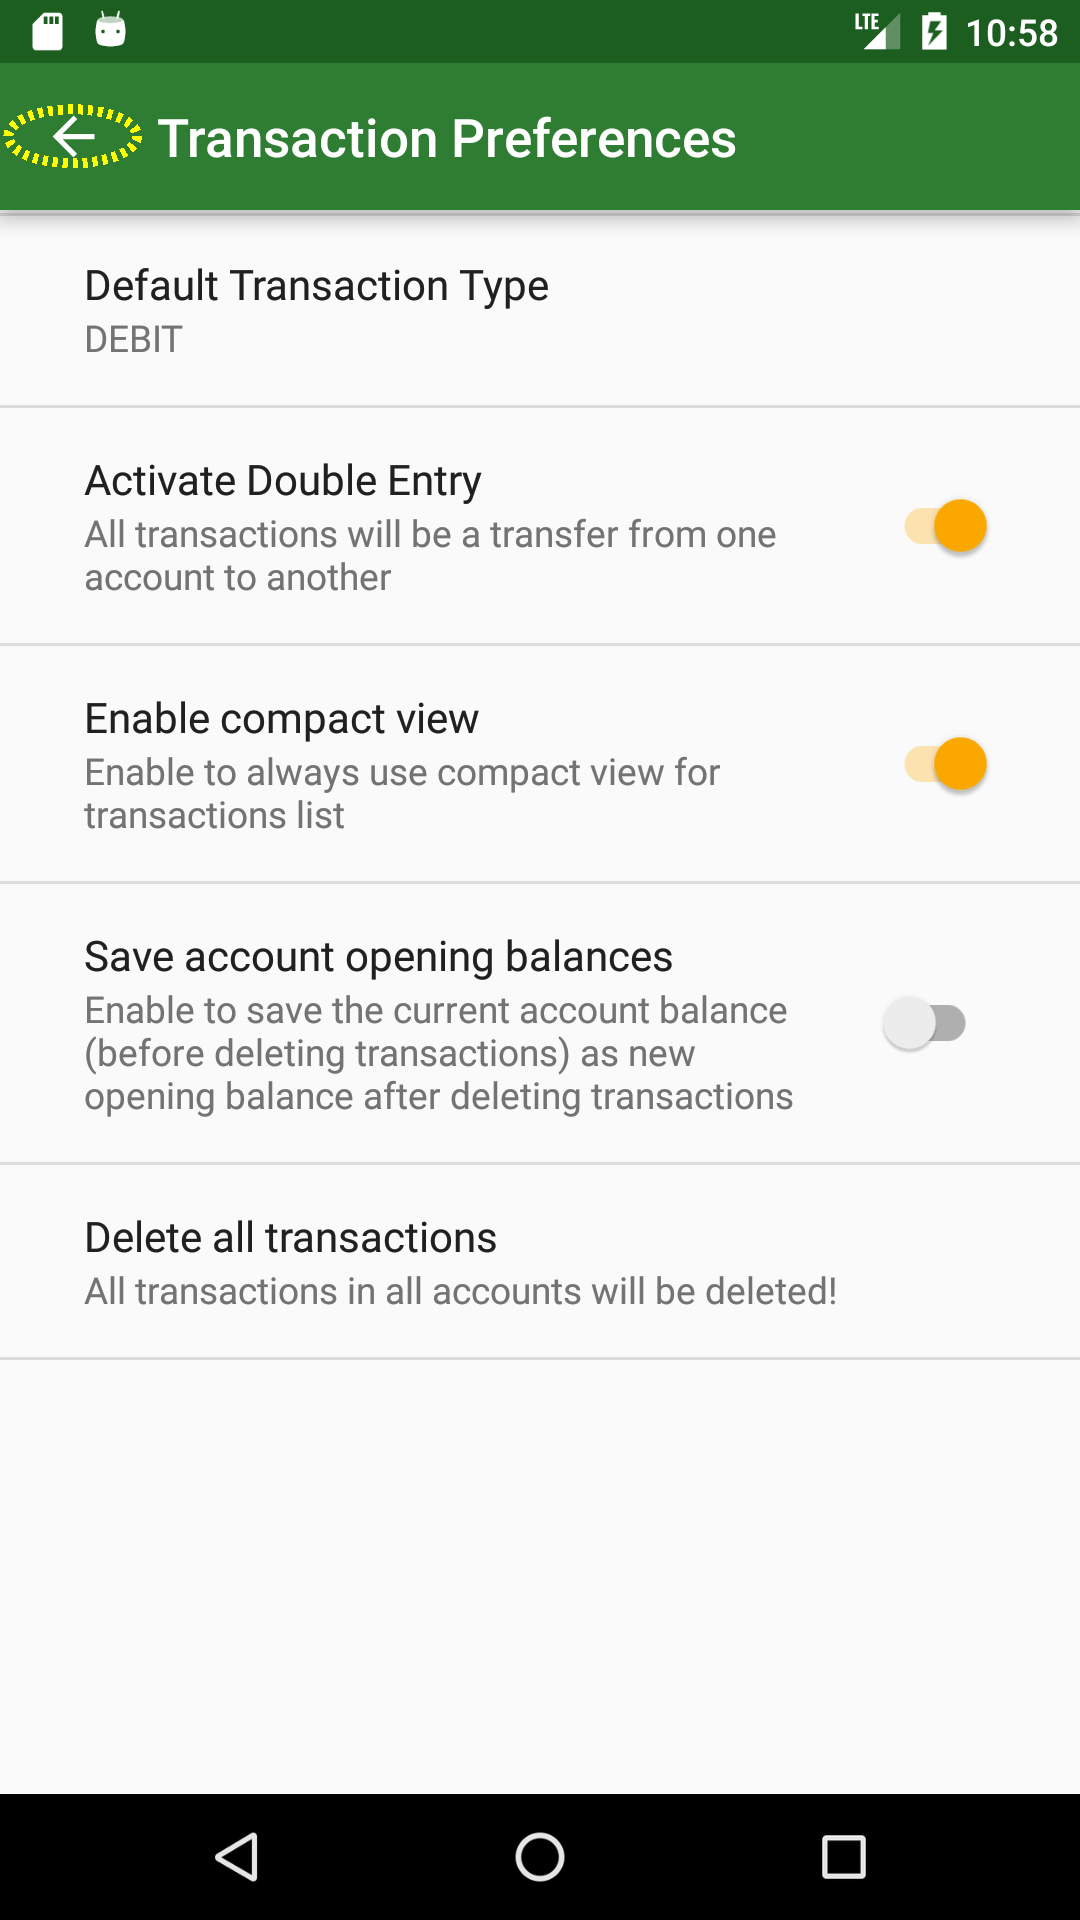 LTE 10:58
Transaction Preferences
Default Transaction Type
DEBIT
Activate Double Entry
All transactions will be a transfer from one
account to another
Enable compact view
Enable to always use compact view for
transactions list
Save account opening balances
Enable to save the current account balance
(before deleting transactions) as new
opening balance after deleting transactions
Delete all transactions
All transactions in all accounts will be deleted!